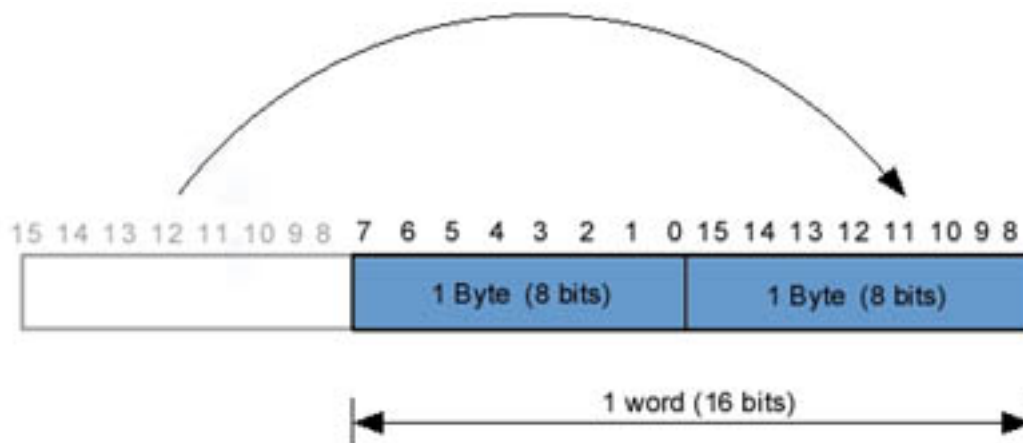 15 14 13 12 11 10 9 8 7 6 5 4 3 2 1 0 15 14 13 12 11 10 9 8
1 Byte (8 bits) 1 Byte (8 bits)
1 word (16 bits)